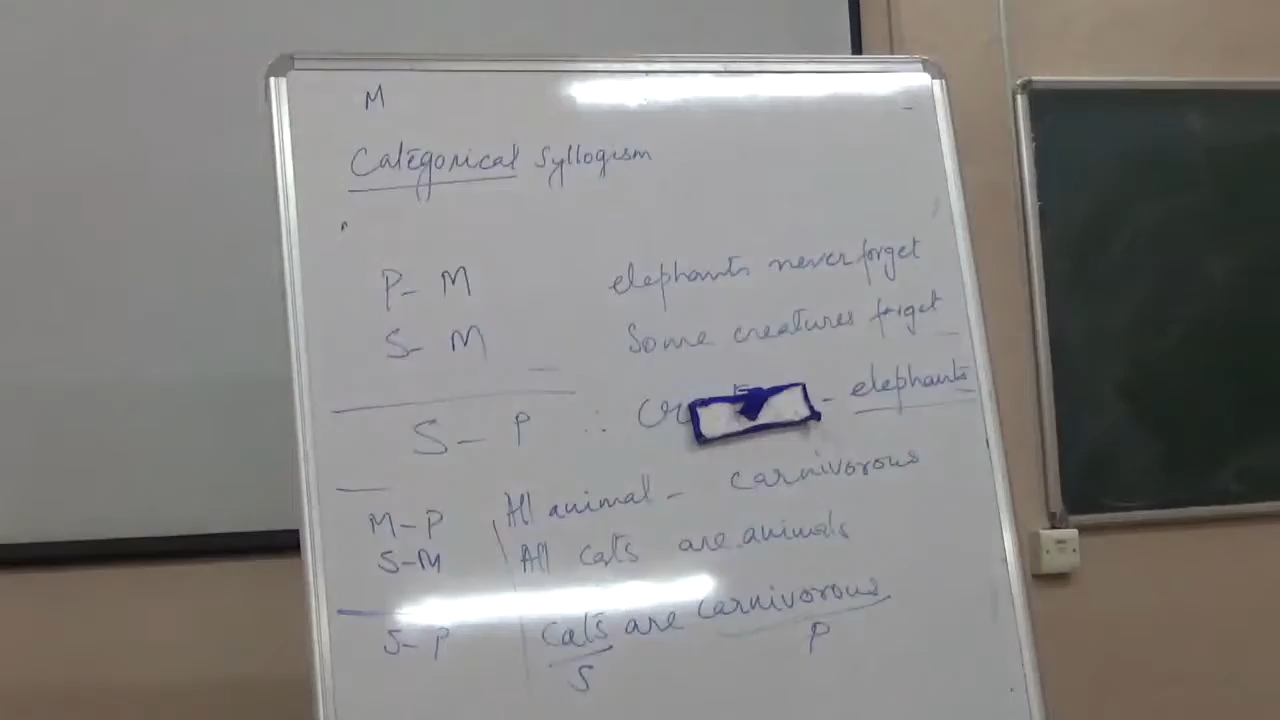 M
Categorical Syllogism
P- M elephants never forget
S- M Some creatures forget
S- P ∴ - elephants
M-P All animal - carnivorous
S-M All cats are animals
S-P Cats are carnivorous
S P